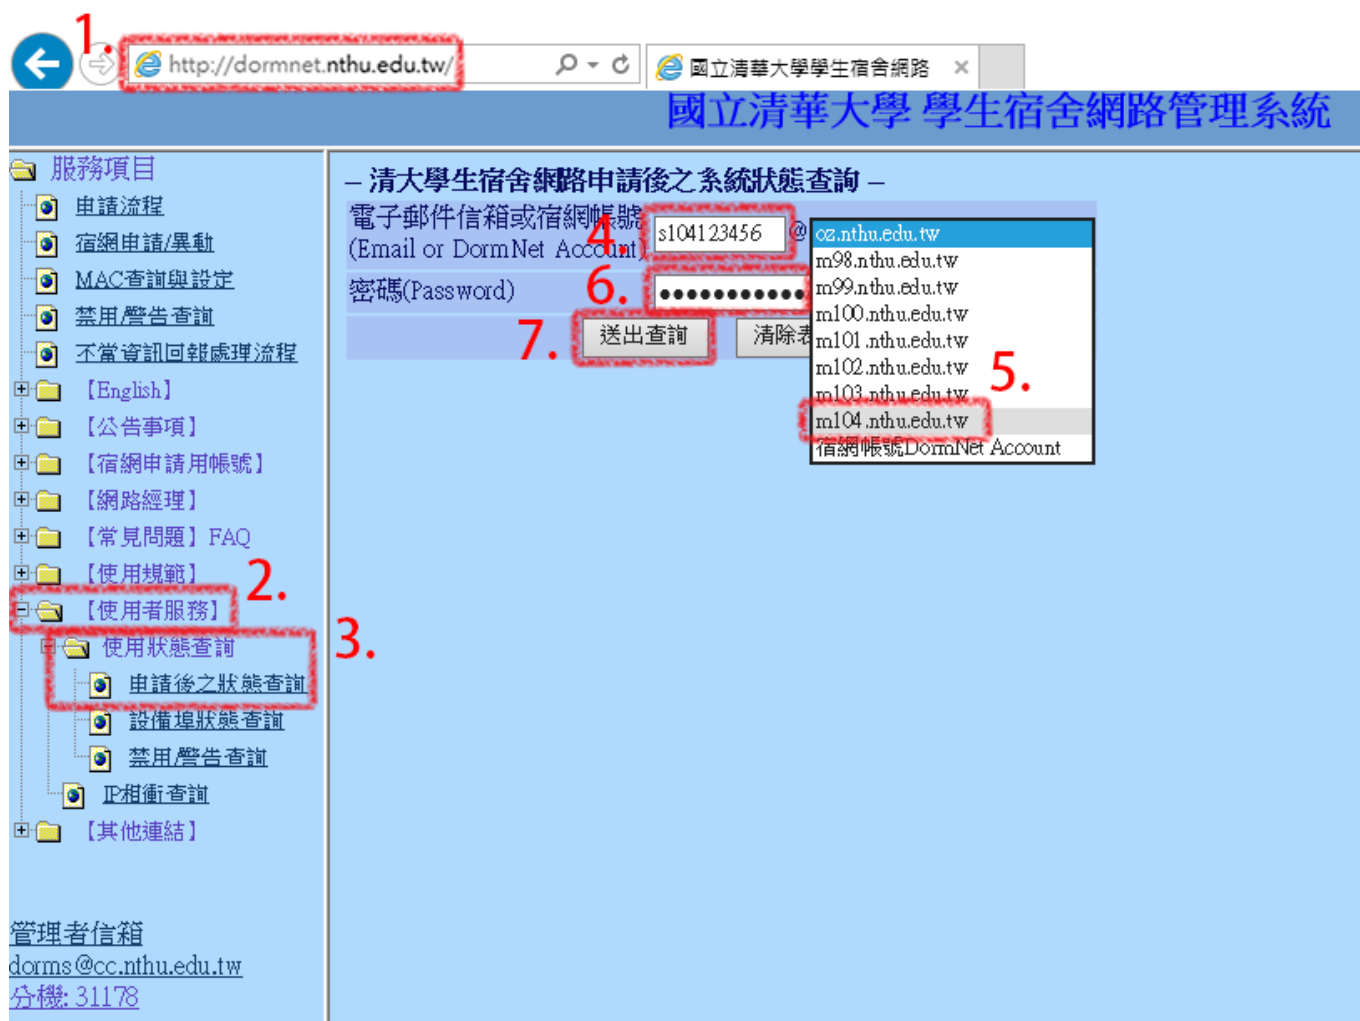 1.
http://dormnet.nthu.edu.tw/
國立清華大學學生宿舍網路
國立清華大學 學生宿舍網路管理系統
服務項目
申請流程
宿網申請/異動
MAC查詢與設定
禁用/警告查詢
不當資訊回報處理流程
【English】
【公告事項】
【宿網申請用帳號】
【網路經理】
【常見問題】FAQ
【使用規範】
2.
【使用者服務】
3.
使用狀態查詢
申請後之狀態查詢
設備埠狀態查詢
禁用/警告查詢
IP相衝查詢
【其他連結】
管理者信箱
dorms@cc.nthu.edu.tw
分機: 31178
– 清大學生宿舍網路申請後之系統狀態查詢 –
電子郵件信箱或宿網帳號
(Email or DormNet Account)
4.
s104123456
@
密碼(Password)
6.
7.
送出查詢
清除表
oz.nthu.edu.tw
m98.nthu.edu.tw
m99.nthu.edu.tw
m100.nthu.edu.tw
m101.nthu.edu.tw
m102.nthu.edu.tw
m103.nthu.edu.tw
5.
m104.nthu.edu.tw
宿網帳號DormNet Account